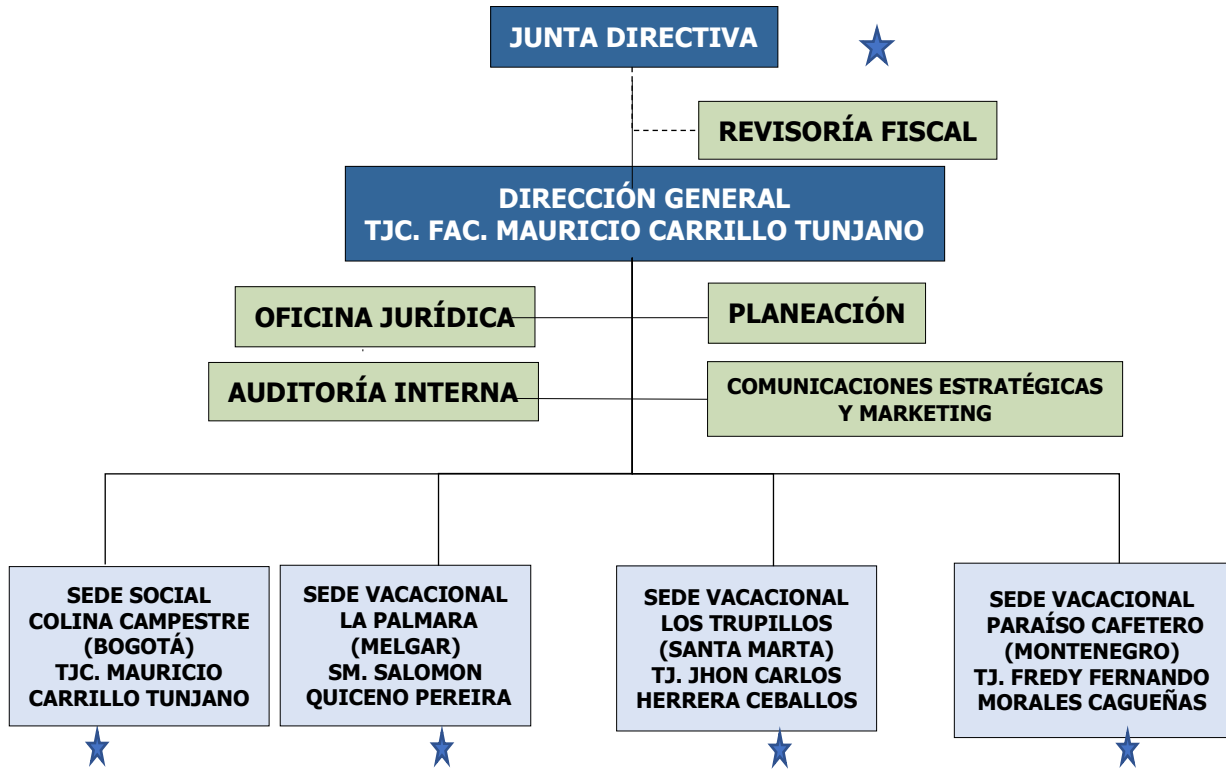 JUNTA DIRECTIVA
REVISORÍA FISCAL
DIRECCIÓN GENERAL
TJC. FAC. MAURICIO CARRILLO TUNJANO
OFICINA JURÍDICA
PLANEACIÓN
AUDITORÍA INTERNA
COMUNICACIONES ESTRATÉGICAS
Y MARKETING
SEDE SOCIAL
COLINA CAMPESTRE
(BOGOTÁ)
TJC. MAURICIO
CARRILLO TUNJANO
SEDE VACACIONAL
LA PALMARA
(MELGAR)
SM. SALOMON
QUICENO PEREIRA
SEDE VACACIONAL
LOS TRUPILLOS
(SANTA MARTA)
TJ. JHON CARLOS
HERRERA CEBALLOS
SEDE VACACIONAL
PARAÍSO CAFETERO
(MONTENEGRO)
TJ. FREDY FERNANDO
MORALES CAGUEÑAS